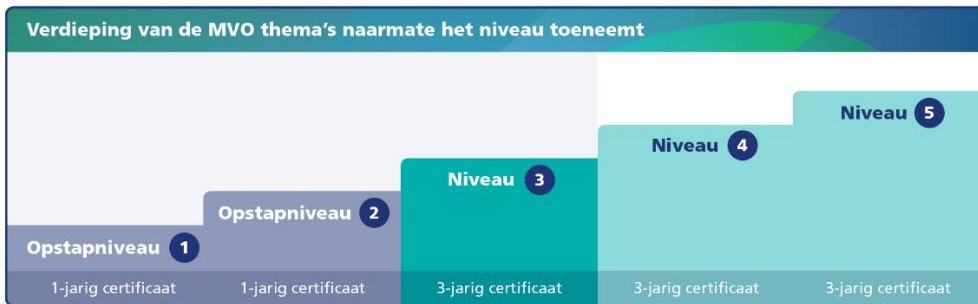 Verdieping van de MVO thema's naarmate het niveau toeneemt
Opstapniveau 1
Opstapniveau 2
Niveau 3
Niveau 4
Niveau 5
1-jarig certificaat
1-jarig certificaat
3-jarig certificaat
3-jarig certificaat
3-jarig certificaat